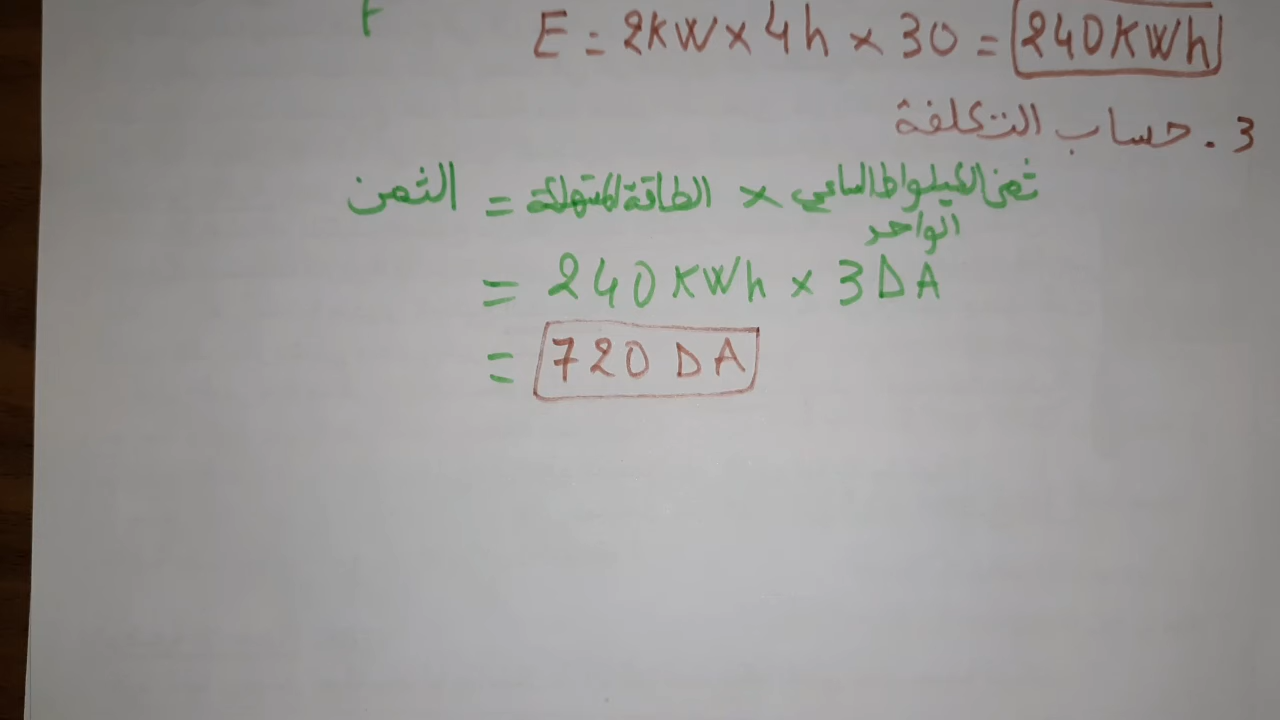 E = 2KW × 4h × 30 = 240KWh
3. حساب التكلفة
الثمن = الطاقة المستهلكة × ثمن الكيلواط الساعي
الواحد
= 240 KWh × 3 DA
= 720 DA